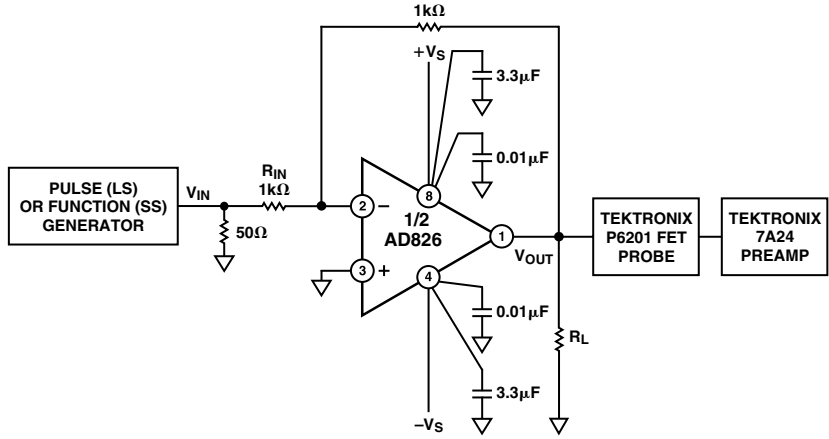 1kΩ
+VS
3.3µF
0.01µF
PULSE (LS)
OR FUNCTION (SS)
GENERATOR
VIN
RIN
1kΩ
50Ω
2
–
3
+
8
1/2
AD826
4
1
VOUT
TEKTRONIX
P6201 FET
PROBE
TEKTRONIX
7A24
PREAMP
0.01µF
RL
3.3µF
–VS